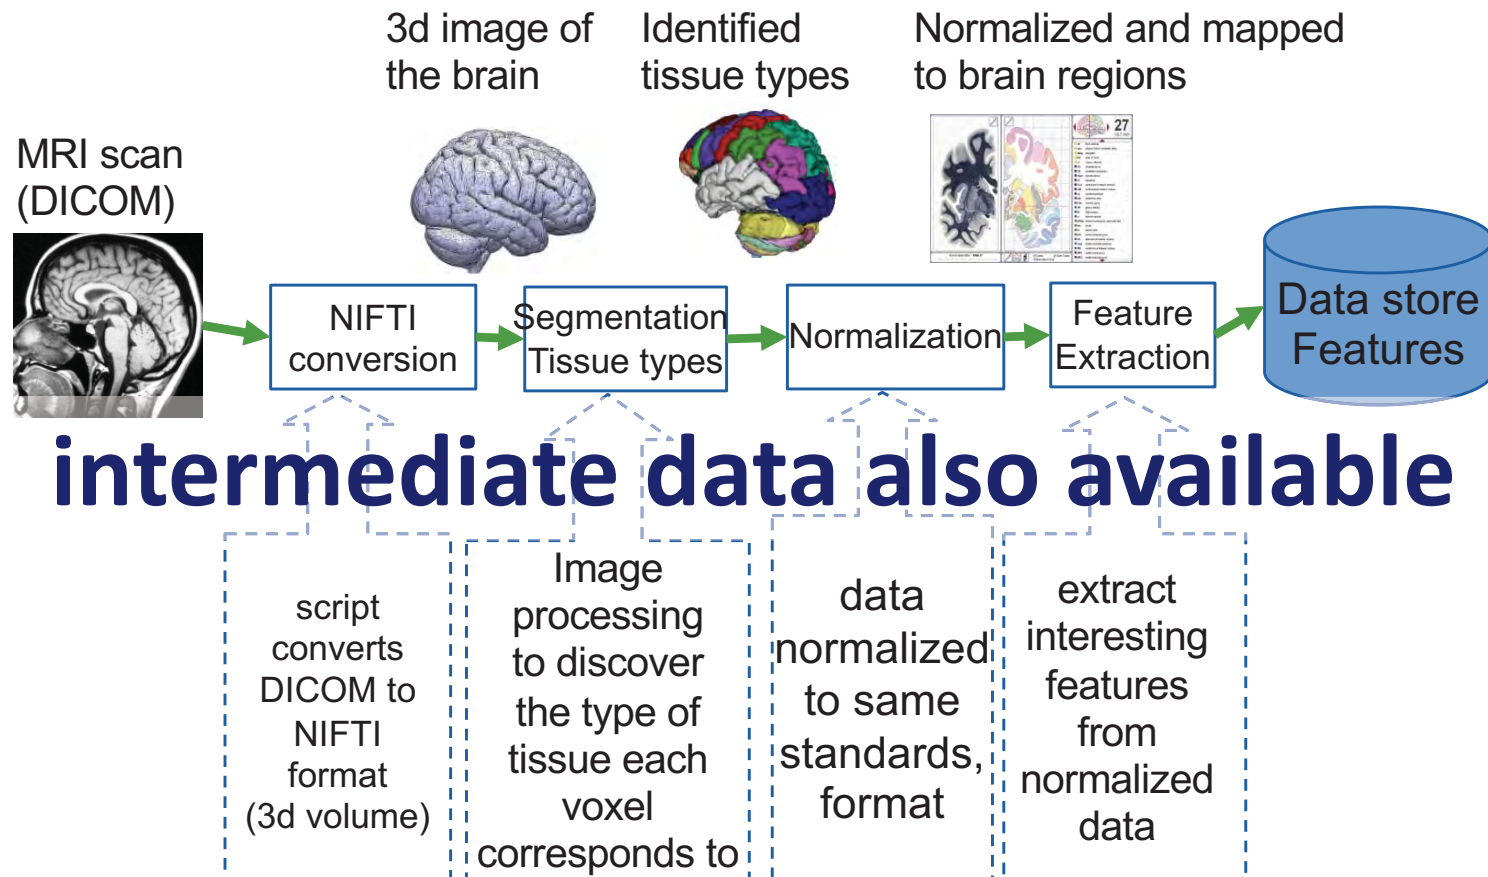 3d image of
the brain
Identified
tissue types
Normalized and mapped
to brain regions
MRI scan
(DICOM)
27
NIFTI
conversion
Segmentation
Tissue types
Normalization
Feature
Extraction
Data store
Features
intermediate data also available
script
converts
DICOM to
NIFTI
format
(3d volume)
Image
processing
to discover
the type of
tissue each
voxel
corresponds to
data
normalized
to same
standards,
format
extract
interesting
features
from
normalized
data